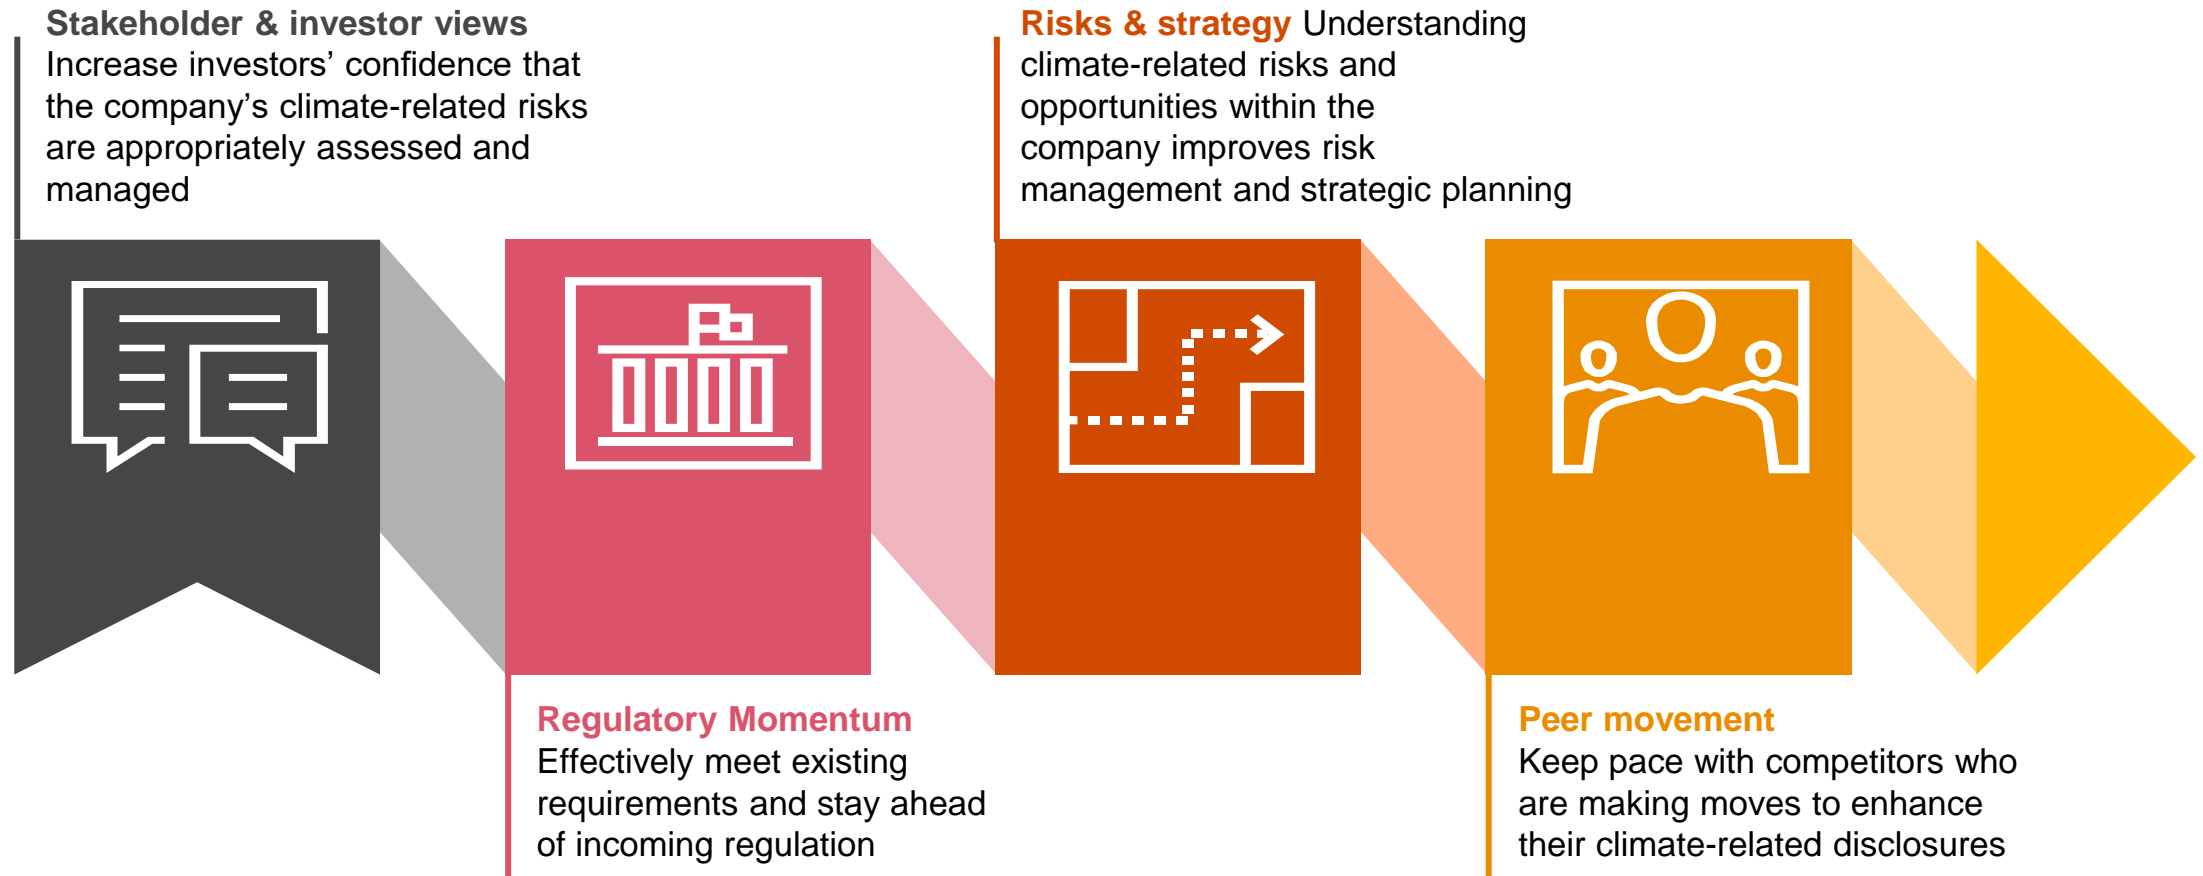 Stakeholder & investor views
Increase investors’ confidence that
the company’s climate-related risks
are appropriately assessed and
managed
Regulatory Momentum
Effectively meet existing
requirements and stay ahead
of incoming regulation
Risks & strategy Understanding
climate-related risks and
opportunities within the
company improves risk
management and strategic planning
Peer movement
Keep pace with competitors who
are making moves to enhance
their climate-related disclosures